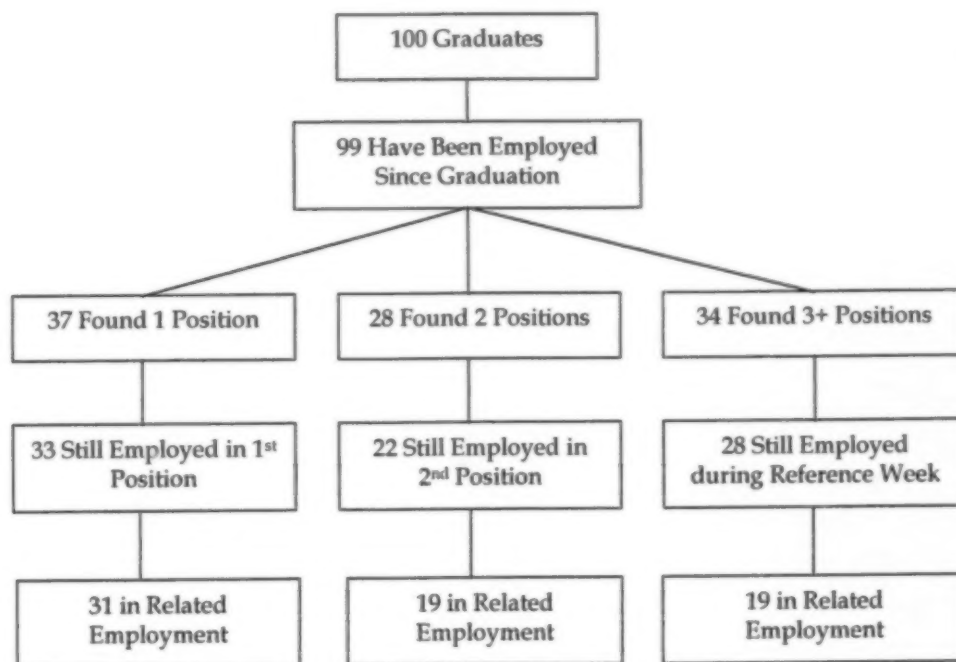 100 Graduates
99 Have Been Employed
Since Graduation
37 Found 1 Position
28 Found 2 Positions
34 Found 3+ Positions
33 Still Employed in 1st
Position
22 Still Employed in
2nd Position
28 Still Employed
during Reference Week
31 in Related
Employment
19 in Related
Employment
19 in Related
Employment